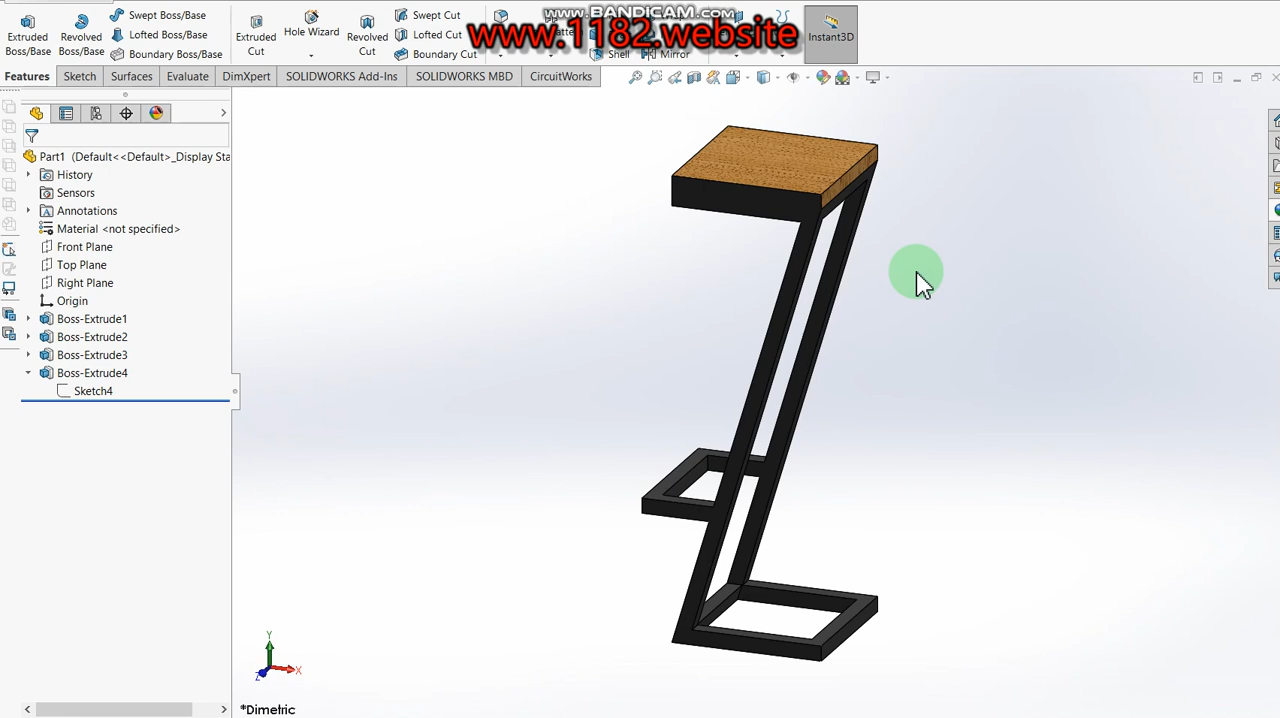 www.BANDICAM.com
www.1182.website
Extruded Boss/Base
Revolved Boss/Base
Swept Boss/Base
Lofted Boss/Base
Boundary Boss/Base
Extruded Cut
Hole Wizard
Revolved Cut
Swept Cut
Lofted Cut
Boundary Cut
Shell
Mirror
Instant3D
Features Sketch Surfaces Evaluate DimXpert SOLIDWORKS Add-Ins SOLIDWORKS MBD CircuitWorks
Part1 (Default<<Default>_Display Sta
History
Sensors
Annotations
Material <not specified>
Front Plane
Top Plane
Right Plane
Origin
Boss-Extrude1
Boss-Extrude2
Boss-Extrude3
Boss-Extrude4
Sketch4
Y
X
Z
*Dimetric